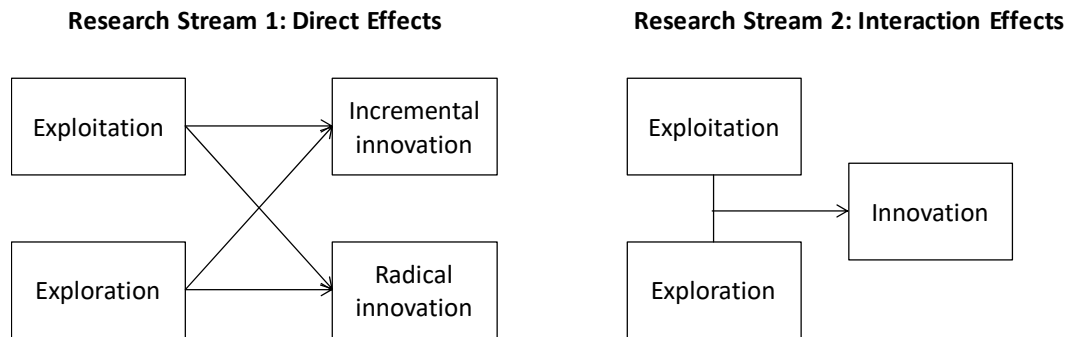 Research Stream 1: Direct Effects
Exploitation
Incremental
innovation
Exploration
Radical
innovation
Research Stream 2: Interaction Effects
Exploitation
Innovation
Exploration